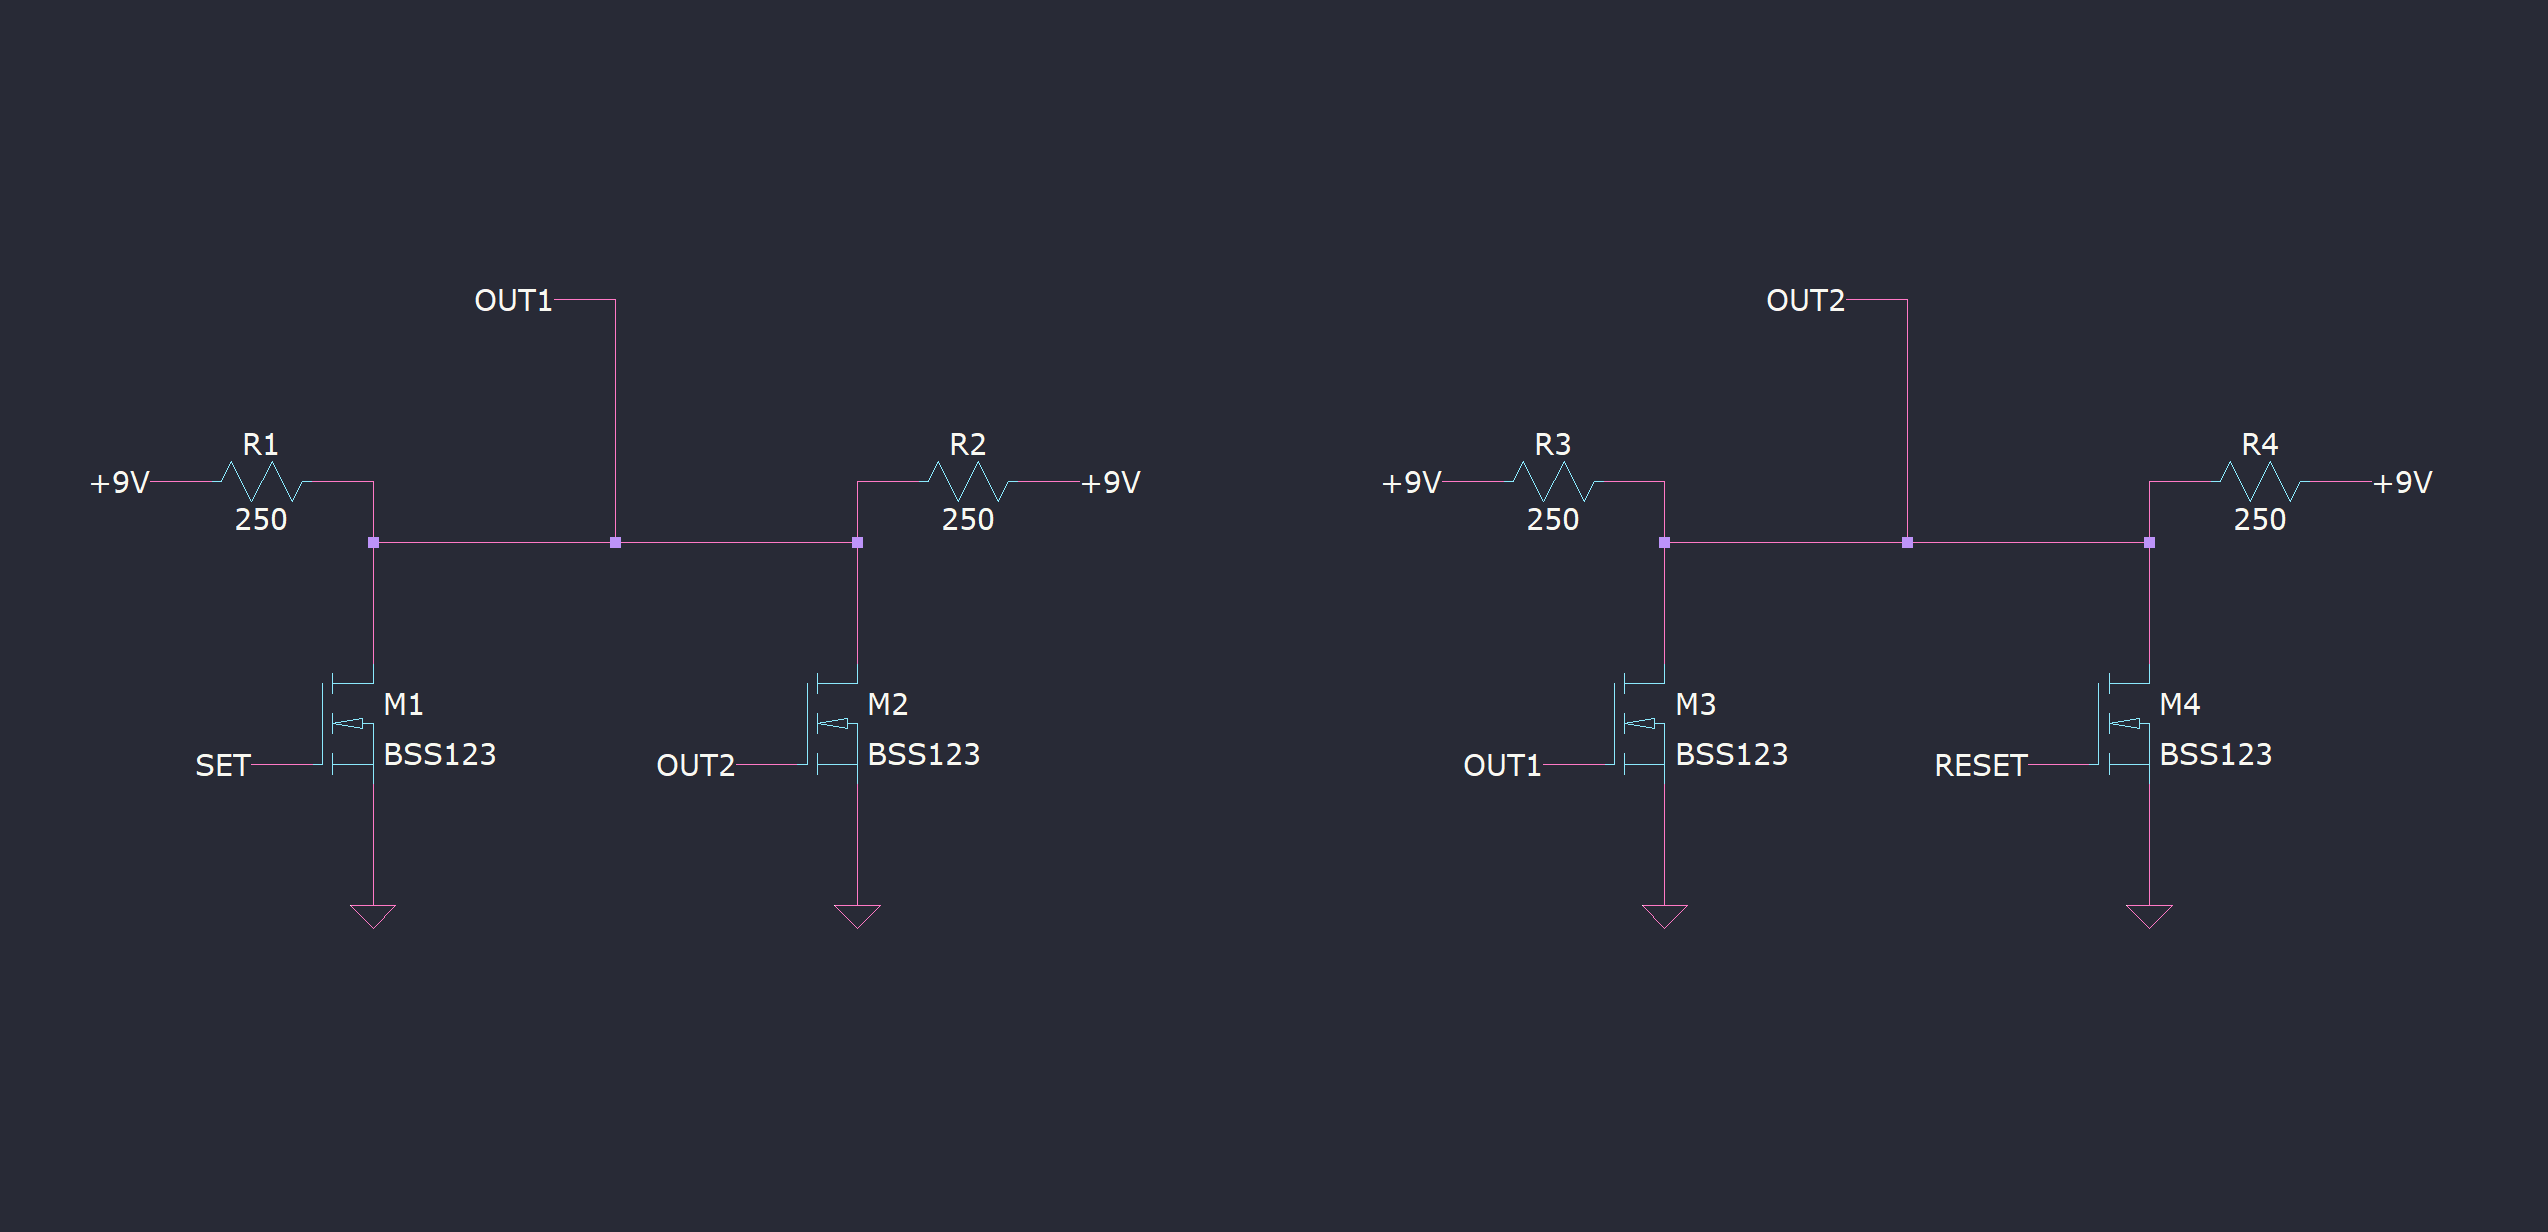 OUT1
OUT2
R1
R2
R3
R4
+9V
+9V
+9V
+9V
250
250
250
250
M1
M2
M3
M4
BSS123
BSS123
BSS123
BSS123
SET
OUT2
OUT1
RESET